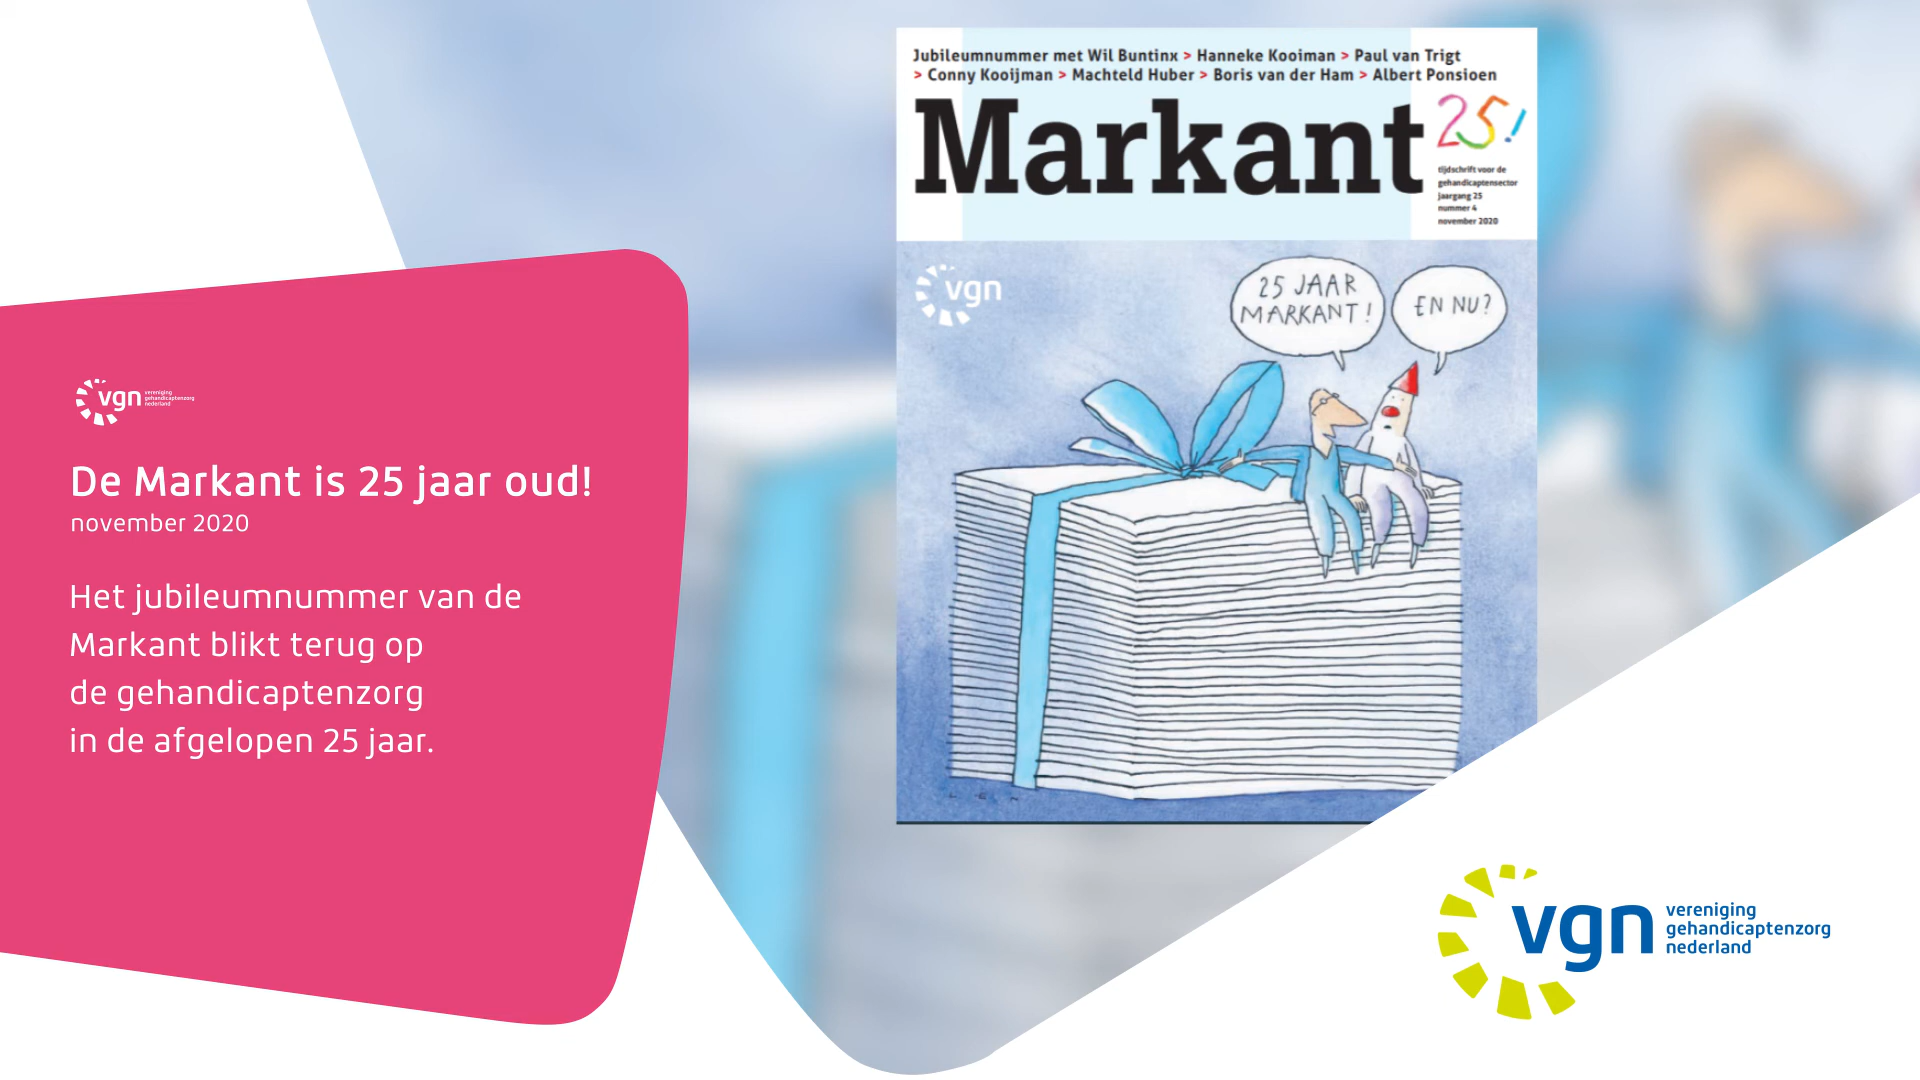 Jubileumnummer met Wil Buntinx > Hanneke Kooiman > Paul van Trigt
> Conny Kooijman > Machteld Huber > Boris van der Ham > Albert Ponsioen
Markant
25!
tijdschrift voor de
gehandicaptensector
jaargang 25
nummer 4
november 2020
vgn
25 JAAR
MARKANT!
EN NU?
LEN
vgn
vereniging
gehandicaptenzorg
nederland
De Markant is 25 jaar oud!
november 2020
Het jubileumnummer van de
Markant blikt terug op
de gehandicaptenzorg
in de afgelopen 25 jaar.
vgn
vereniging
gehandicaptenzorg
nederland